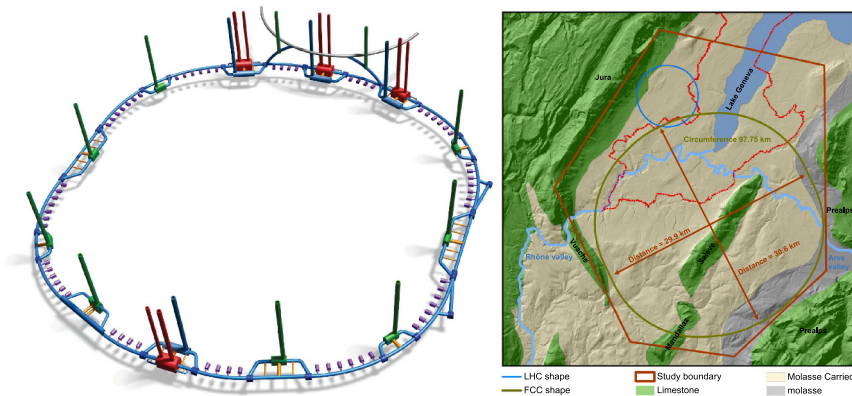 Jura
Lake Geneva
Circumference 97.75 km
Prealps
Distance = 29.9 km
Distance = 30.6 km
Rhône valley
Vuache
Salève
Arve
valley
Mandallaz
Prealps
LHC shape
Study boundary
Molasse Carried
FCC shape
Limestone
molasse